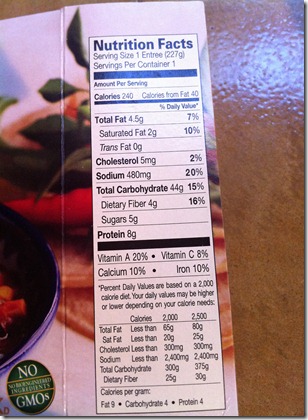 Nutrition Facts
Serving Size 1 Entree (227g)
Servings Per Container 1
Amount Per Serving
Calories 240 Calories from Fat 40
% Daily Value*
Total Fat 4.5g 7%
Saturated Fat 2g 10%
Trans Fat 0g
Cholesterol 5mg 2%
Sodium 480mg 20%
Total Carbohydrate 44g 15%
Dietary Fiber 4g 16%
Sugars 5g
Protein 8g
Vitamin A 20% • Vitamin C 8%
Calcium 10% • Iron 10%
*Percent Daily Values are based on a 2,000
calorie diet. Your daily values may be higher
or lower depending on your calorie needs:
Calories 2,000 2,500
Total Fat Less than 65g 80g
Sat Fat Less than 20g 25g
Cholesterol Less than 300mg 300mg
Sodium Less than 2,400mg 2,400mg
Total Carbohydrate 300g 375g
Dietary Fiber 25g 30g
Calories per gram:
Fat 9 • Carbohydrate 4 • Protein 4
NO
NO BIOENGINEERED
INGREDIENTS
GMOs